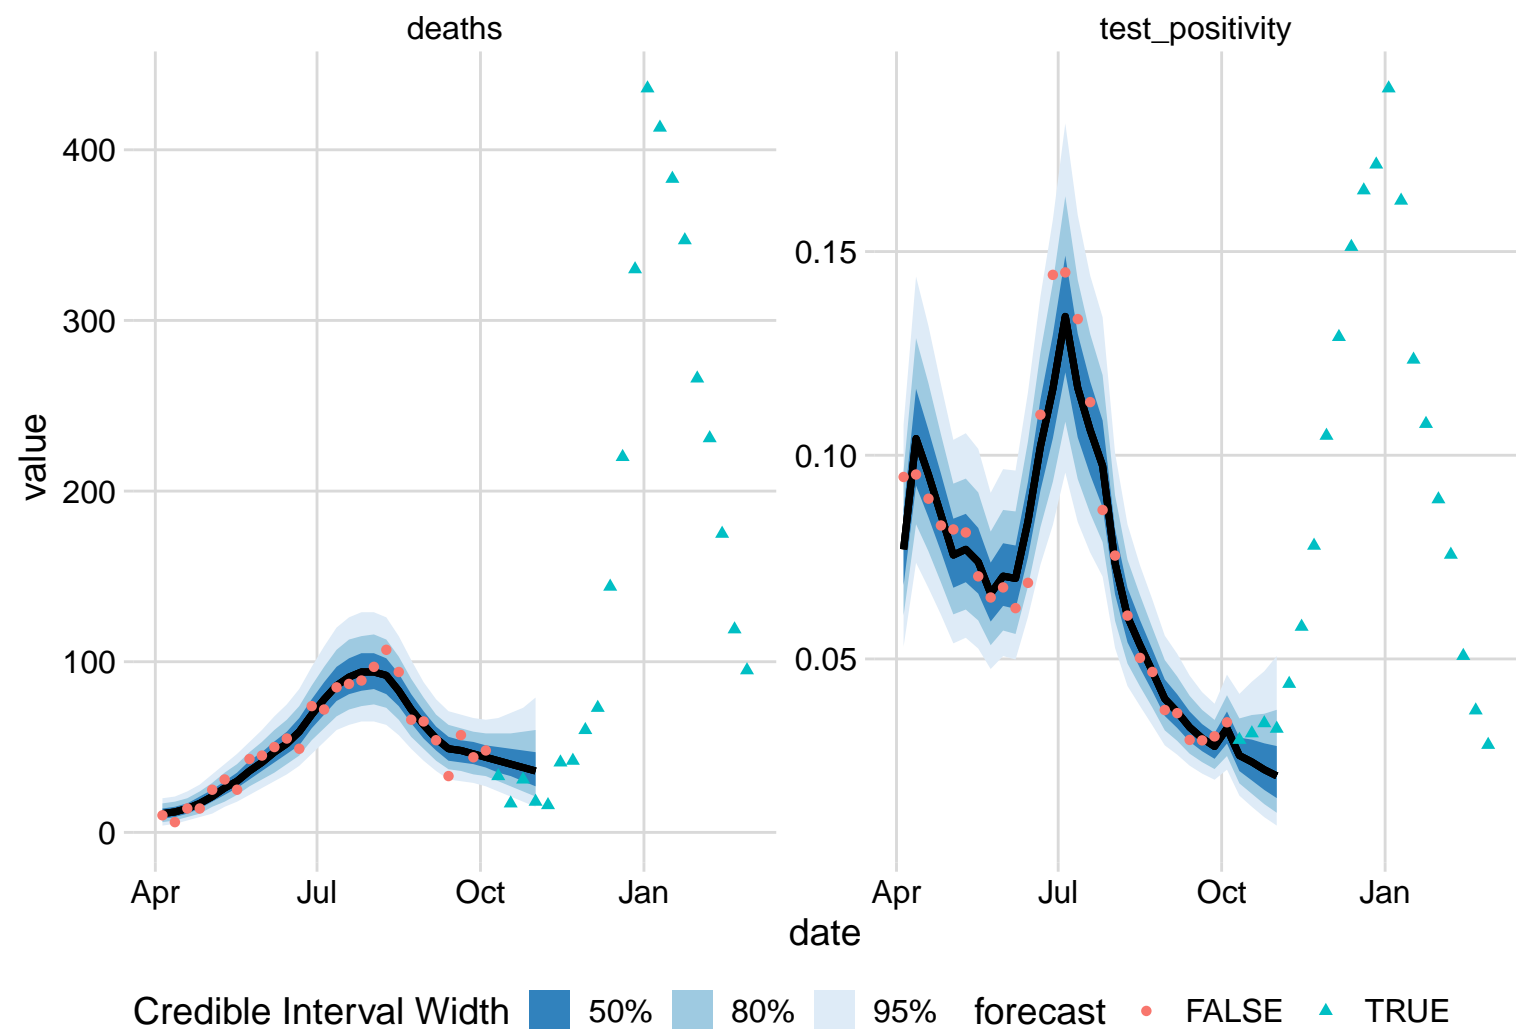 deaths
test_positivity
value
400
300
200
100
0
0.15
0.10
0.05
Apr Jul Oct Jan
Apr Jul Oct Jan
date
Credible Interval Width 50% 80% 95% forecast FALSE TRUE